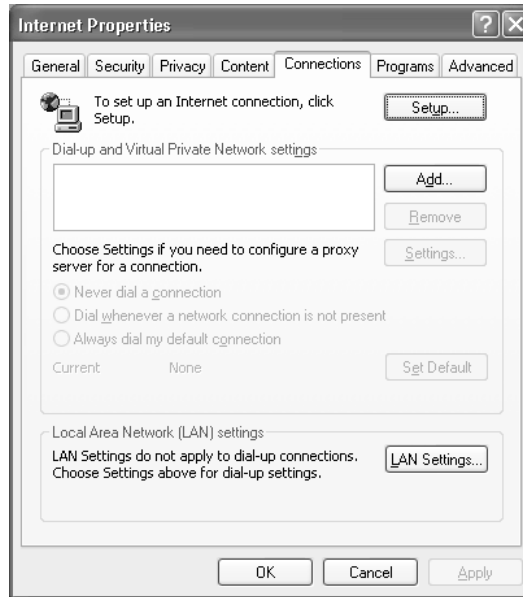 Internet Properties
General Security Privacy Content Connections Programs Advanced
To set up an Internet connection, click
Setup.
Setup...
Dial-up and Virtual Private Network settings
Add...
Remove
Choose Settings if you need to configure a proxy
server for a connection.
Settings...
Never dial a connection
Dial whenever a network connection is not present
Always dial my default connection
Current None Set Default
Local Area Network (LAN) settings
LAN Settings do not apply to dial-up connections.
Choose Settings above for dial-up settings.
LAN Settings...
OK Cancel Apply